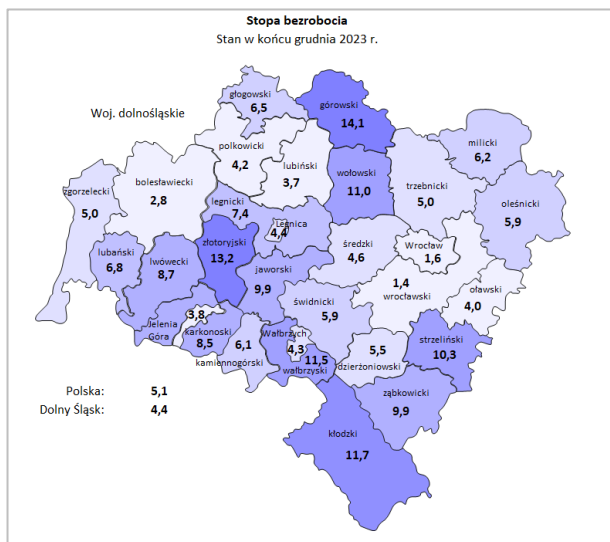 Stopa bezrobocia
Stan w końcu grudnia 2023 r.
Woj. dolnośląskie
głogowski
6,5
górowski
14,1
polkowicki
4,2
lubiński
3,7
wołowski
11,0
milicki
6,2
trzebnicki
5,0
oleśnicki
5,9
zgorzelecki
5,0
bolesławiecki
2,8
legnicki
7,4
Legnica
4,4
lubański
6,8
lwówecki
8,7
złotoryjski
13,2
jaworski
9,9
średzki
4,6
Wrocław
1,6
1,4
wrocławski
oławski
4,0
świdnicki
5,9
Jelenia
Góra
3,8
karkonoski
8,5
6,1
kamiennogórski
Wałbrzych
4,3
11,5
wałbrzyski
5,5
dzierżoniowski
strzeliński
10,3
ząbkowicki
9,9
kłodzki
11,7
Polska: 5,1
Dolny Śląsk: 4,4